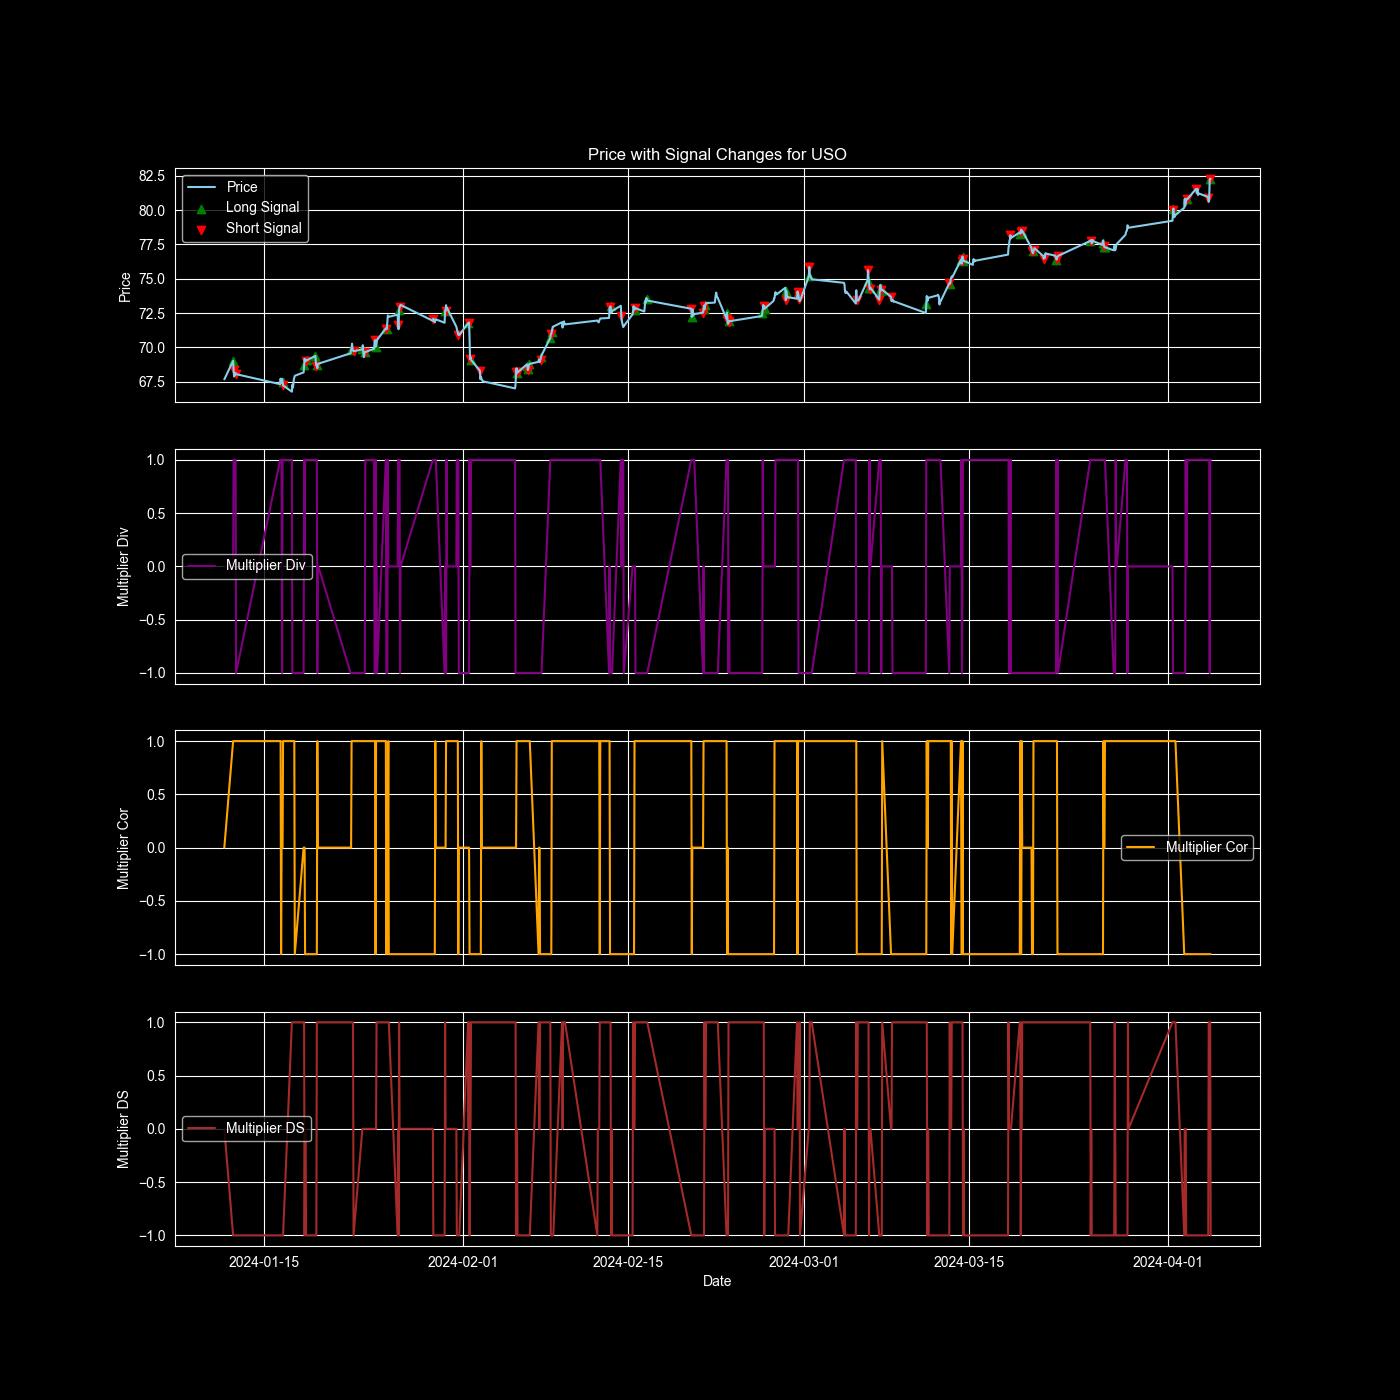 Price with Signal Changes for USO
82.5
80.0
77.5
75.0
72.5
70.0
67.5
Price
Price
Long Signal
Short Signal
1.0
0.5
0.0
−0.5
−1.0
Multiplier Div
Multiplier Div
1.0
0.5
0.0
−0.5
−1.0
Multiplier Cor
Multiplier Cor
1.0
0.5
0.0
−0.5
−1.0
Multiplier DS
Multiplier DS
2024-01-15
2024-02-01
2024-02-15
2024-03-01
2024-03-15
2024-04-01
Date